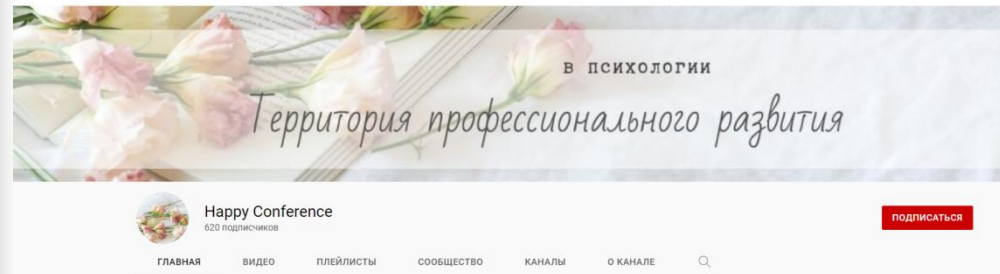 в психологии
Территория профессионального развития
Happy Conference
620 подписчиков
ПОДПИСАТЬСЯ
ГЛАВНАЯ ВИДЕО ПЛЕЙЛИСТЫ СООБЩЕСТВО КАНАЛЫ О КАНАЛЕ